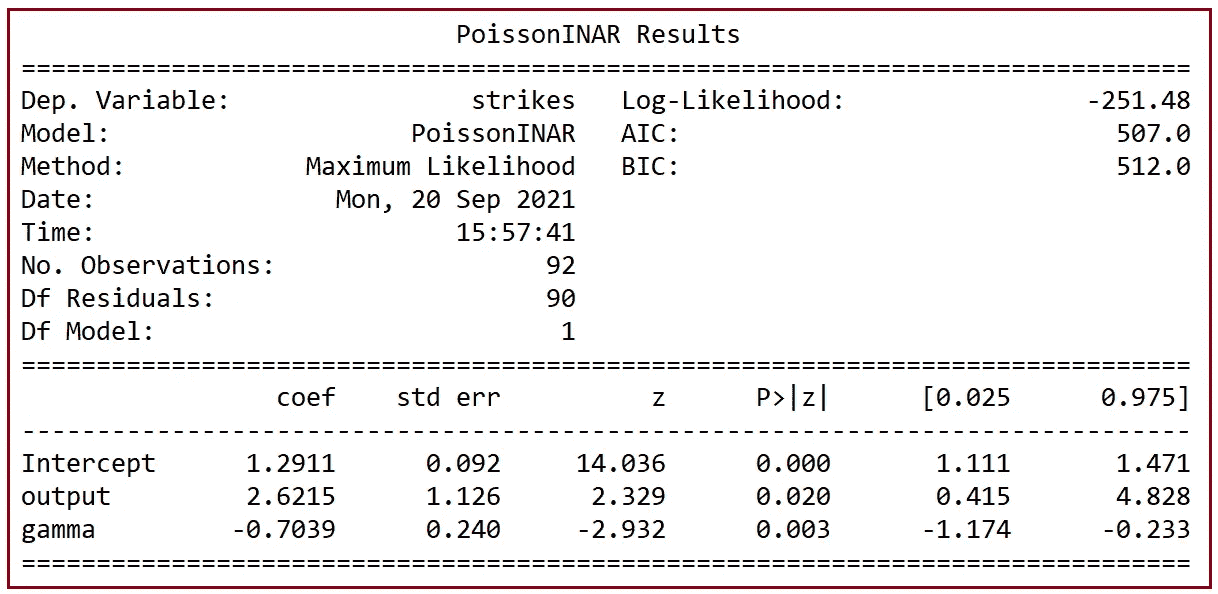 PoissonINAR Results
==============================================================================
Dep. Variable: strikes Log-Likelihood: -251.48
Model: PoissonINAR AIC: 507.0
Method: Maximum Likelihood BIC: 512.0
Date: Mon, 20 Sep 2021
Time: 15:57:41
No. Observations: 92
Df Residuals: 90
Df Model: 1
==============================================================================
coef std err z P>|z| [0.025 0.975]
------------------------------------------------------------------------------
Intercept 1.2911 0.092 14.036 0.000 1.111 1.471
output 2.6215 1.126 2.329 0.020 0.415 4.828
gamma -0.7039 0.240 -2.932 0.003 -1.174 -0.233
==============================================================================